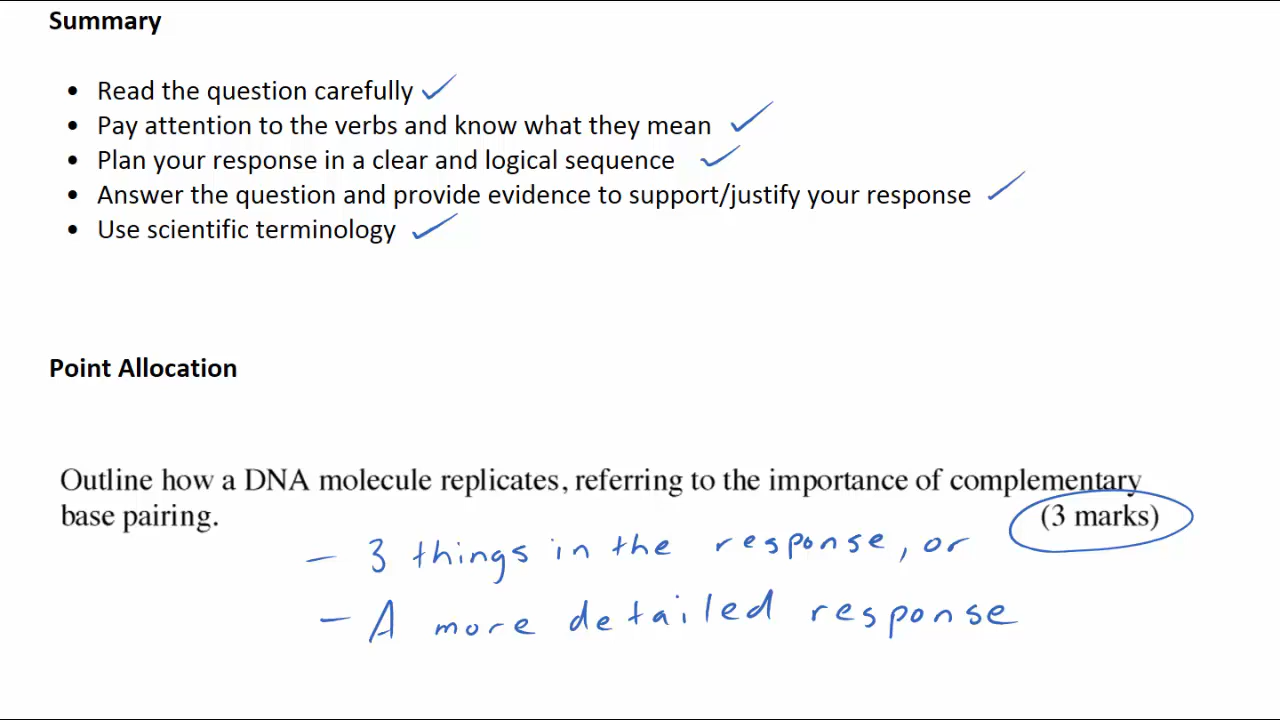 Summary
• Read the question carefully
• Pay attention to the verbs and know what they mean
• Plan your response in a clear and logical sequence
• Answer the question and provide evidence to support/justify your response
• Use scientific terminology
Point Allocation
Outline how a DNA molecule replicates, referring to the importance of complementary
base pairing. (3 marks)
- 3 things in the response, or
- A more detailed response